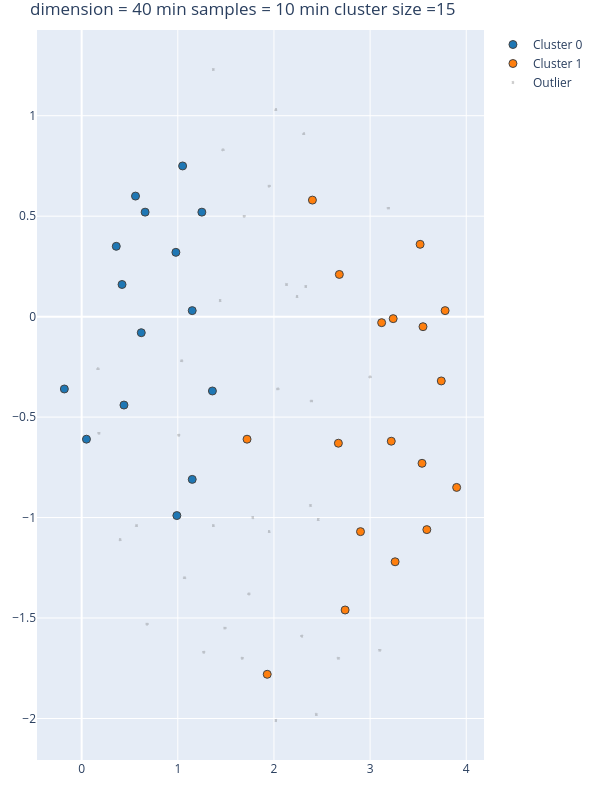 dimension = 40 min samples = 10 min cluster size =15
Cluster 0
Cluster 1
Outlier
1
0.5
0
−0.5
−1
−1.5
−2
0 1 2 3 4